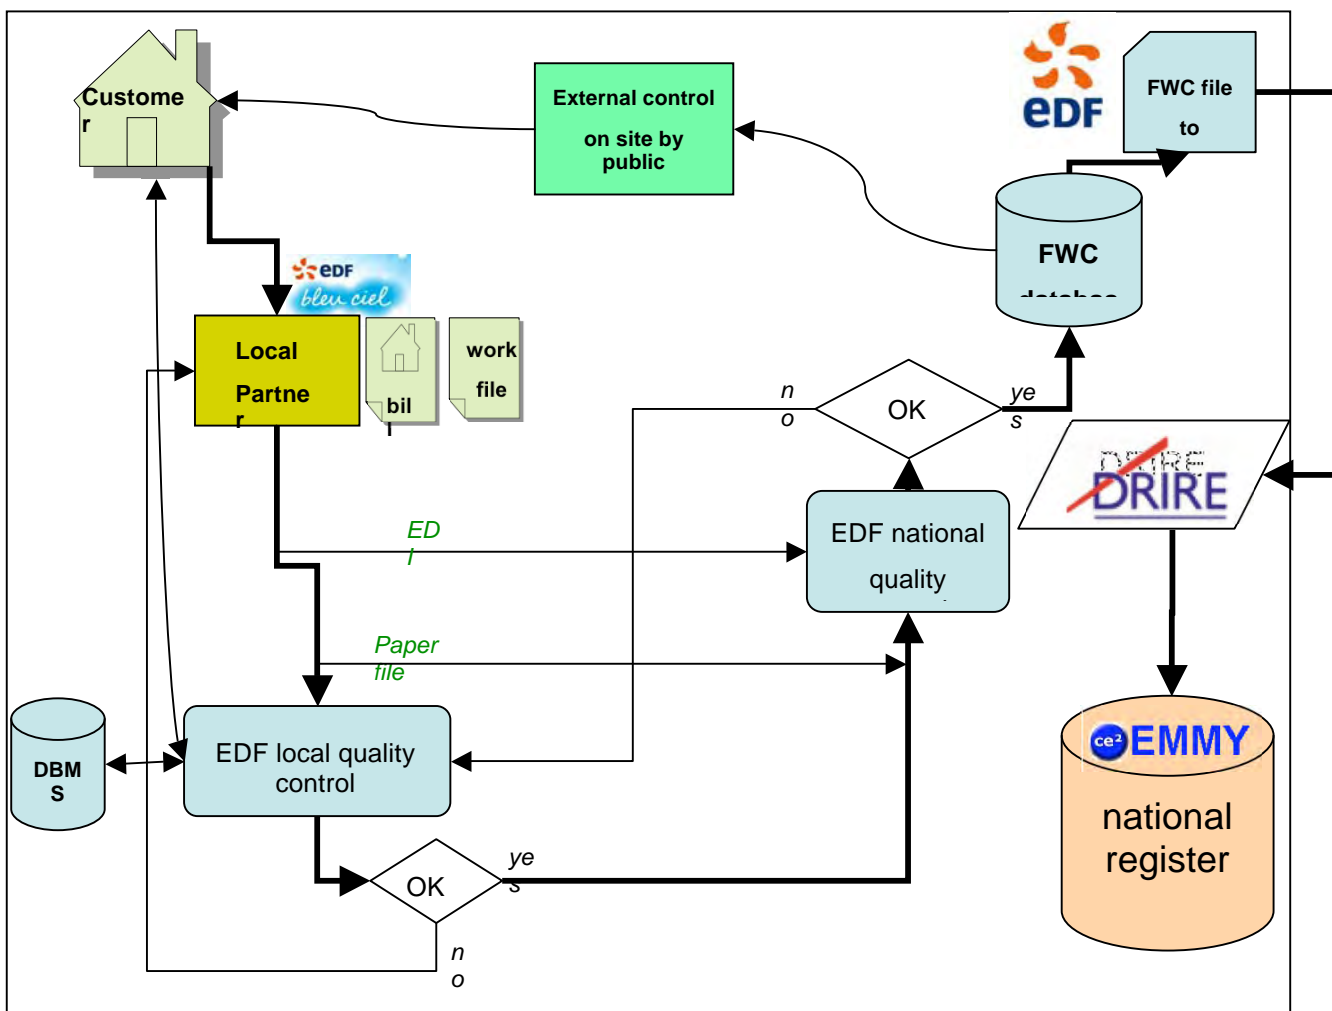 Custome
r
External control
on site by
public
eDF
FWC file
to
FWC
eDF
bleu ciel
Local
Partne
r
bil
l
work
file
n
o
OK
ye
s
DRIRE
DRIRE
ED
I
EDF national
quality
Paper
file
DBM
S
EDF local quality
control
ce²
EMMY
national
register
OK
ye
s
n
o